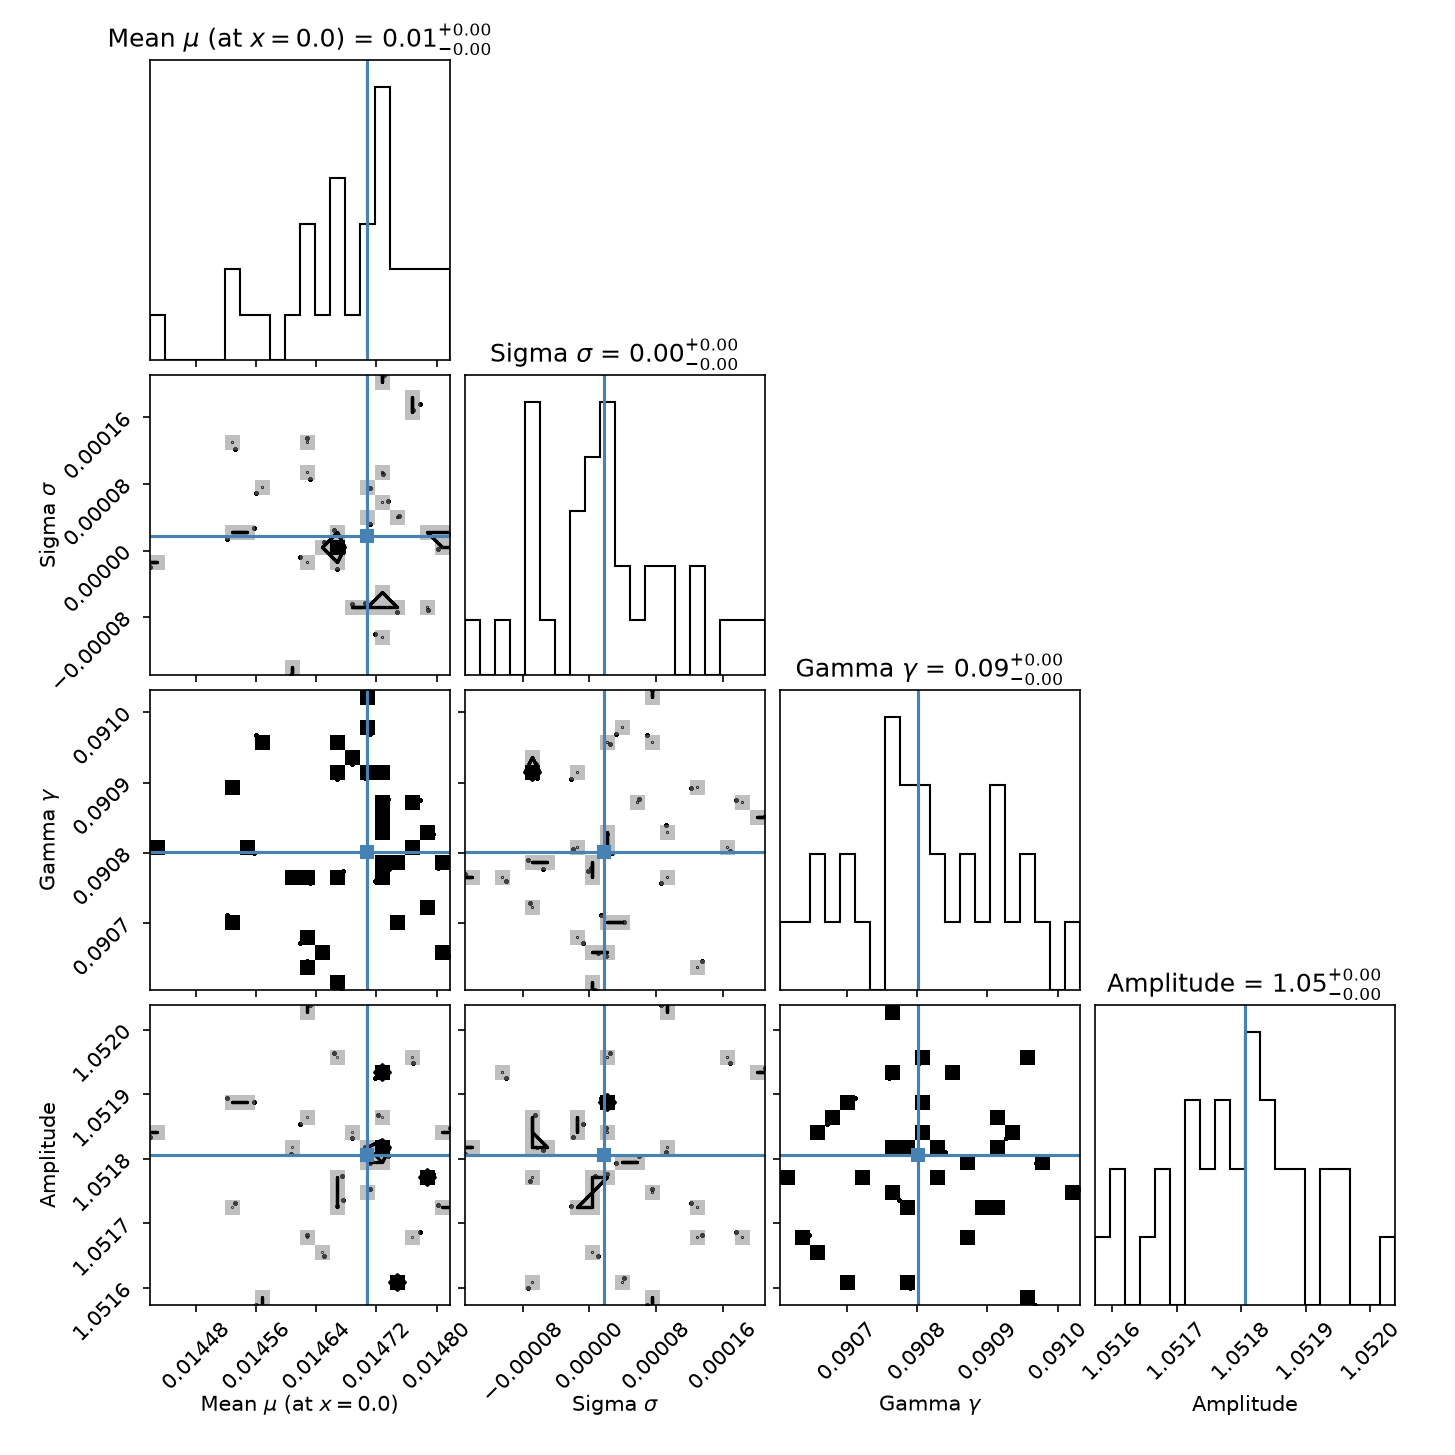 Mean μ (at x = 0.0) = 0.01 +0.00 −0.00
Sigma σ = 0.00 +0.00 −0.00
Sigma σ
0.00016
0.00008
0.00000
−0.00008
Gamma γ = 0.09 +0.00 −0.00
Gamma γ
0.0910
0.0909
0.0908
0.0907
Amplitude = 1.05 +0.00 −0.00
Amplitude
1.0520
1.0519
1.0518
1.0517
1.0516
0.01448 0.01456 0.01464 0.01472 0.01480
−0.00008 0.00000 0.00008 0.00016
0.0907 0.0908 0.0909 0.0910
1.0516 1.0517 1.0518 1.0519 1.0520
Mean μ (at x = 0.0)
Sigma σ
Gamma γ
Amplitude